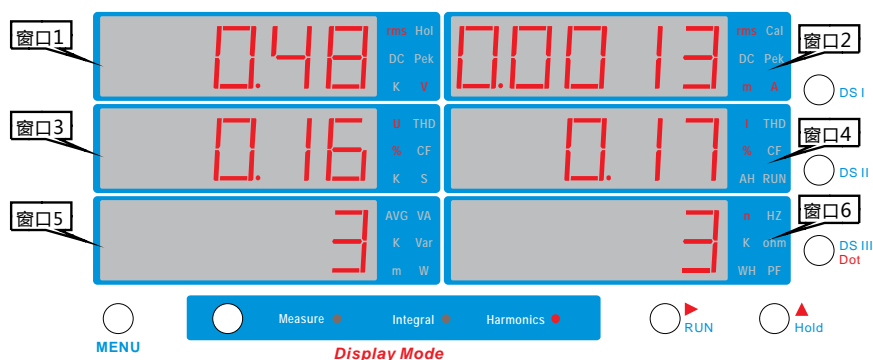 窗口1
0.48
rms Hol
DC Pek
K V
0.00013
rms Cal
DC Pek
m A
窗口2
DS I
窗口3
0.16
U THD
% CF
K S
0.17
I THD
% CF
AH RUN
窗口4
DS II
窗口5
3
AVG VA
K Var
m W
3
n HZ
K ohm
WH PF
窗口6
DS III
Dot
MENU
Measure
Integral
Harmonics
RUN
Hold
Display Mode